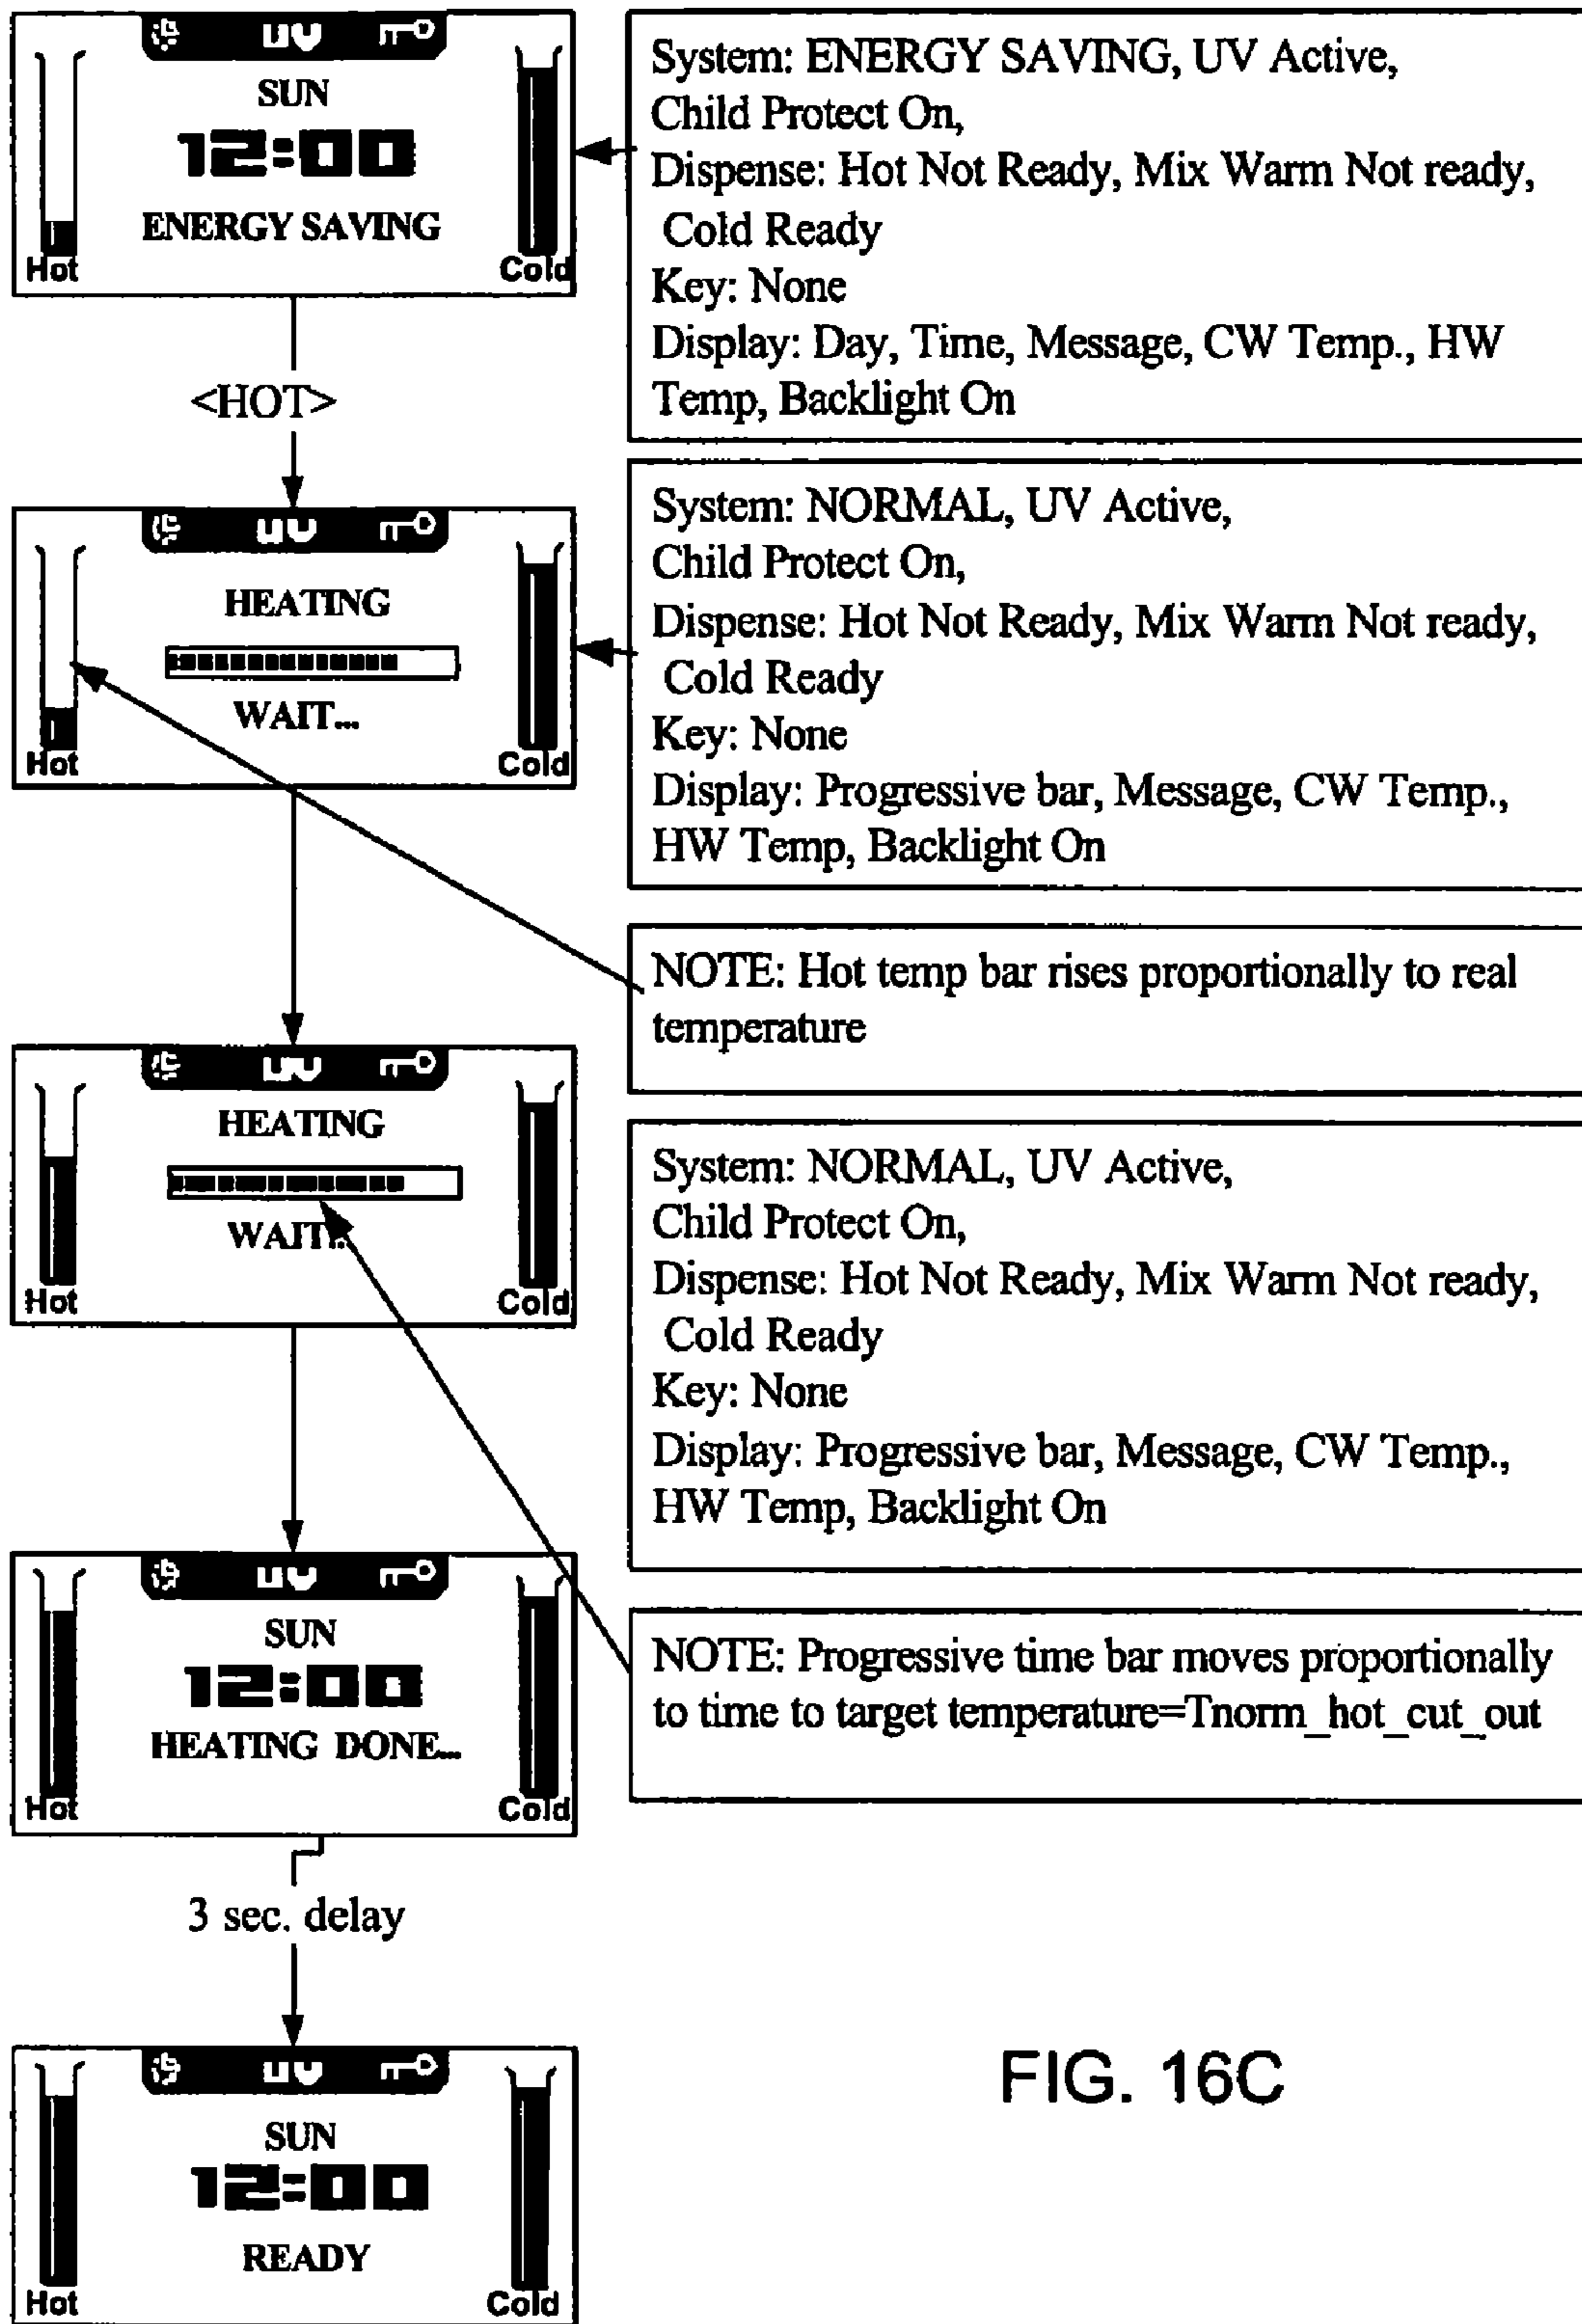 UV
SUN
12:00
ENERGY SAVING
Hot
Cold
System: ENERGY SAVING, UV Active,
Child Protect On,
Dispense: Hot Not Ready, Mix Warm Not ready,
Cold Ready
Key: None
Display: Day, Time, Message, CW Temp., HW
Temp, Backlight On
<HOT>
UV
HEATING
WAIT...
Hot
Cold
System: NORMAL, UV Active,
Child Protect On,
Dispense: Hot Not Ready, Mix Warm Not ready,
Cold Ready
Key: None
Display: Progressive bar, Message, CW Temp.,
HW Temp, Backlight On
NOTE: Hot temp bar rises proportionally to real
temperature
UV
HEATING
WAIT...
Hot
Cold
System: NORMAL, UV Active,
Child Protect On,
Dispense: Hot Not Ready, Mix Warm Not ready,
Cold Ready
Key: None
Display: Progressive bar, Message, CW Temp.,
HW Temp, Backlight On
UV
SUN
12:00
HEATING DONE...
Hot
Cold
NOTE: Progressive time bar moves proportionally
to time to target temperature=Tnorm_hot_cut_out
3 sec. delay
UV
SUN
12:00
READY
Hot
Cold
FIG. 16C